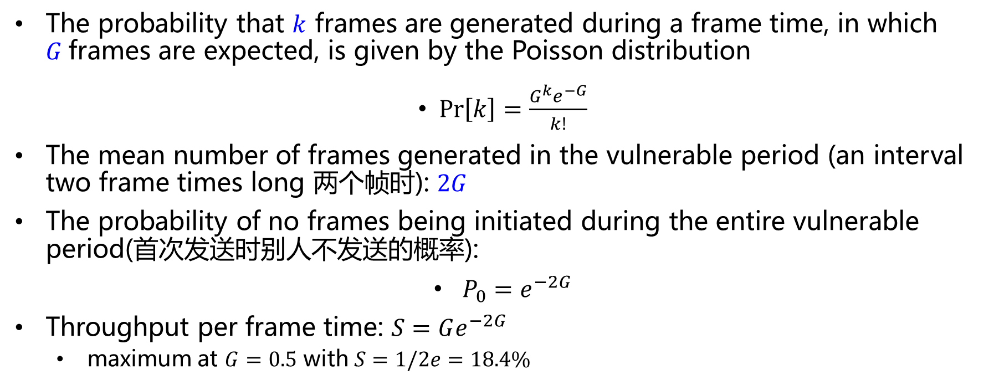 • The probability that k frames are generated during a frame time, in which
G frames are expected, is given by the Poisson distribution
• Pr[k] = \frac{G^k e^{-G}}{k!}
• The mean number of frames generated in the vulnerable period (an interval
two frame times long 两个帧时): 2G
• The probability of no frames being initiated during the entire vulnerable
period(首次发送时别人不发送的概率):
• P_0 = e^{-2G}
• Throughput per frame time: S = Ge^{-2G}
• maximum at G = 0.5 with S = 1/2e = 18.4%